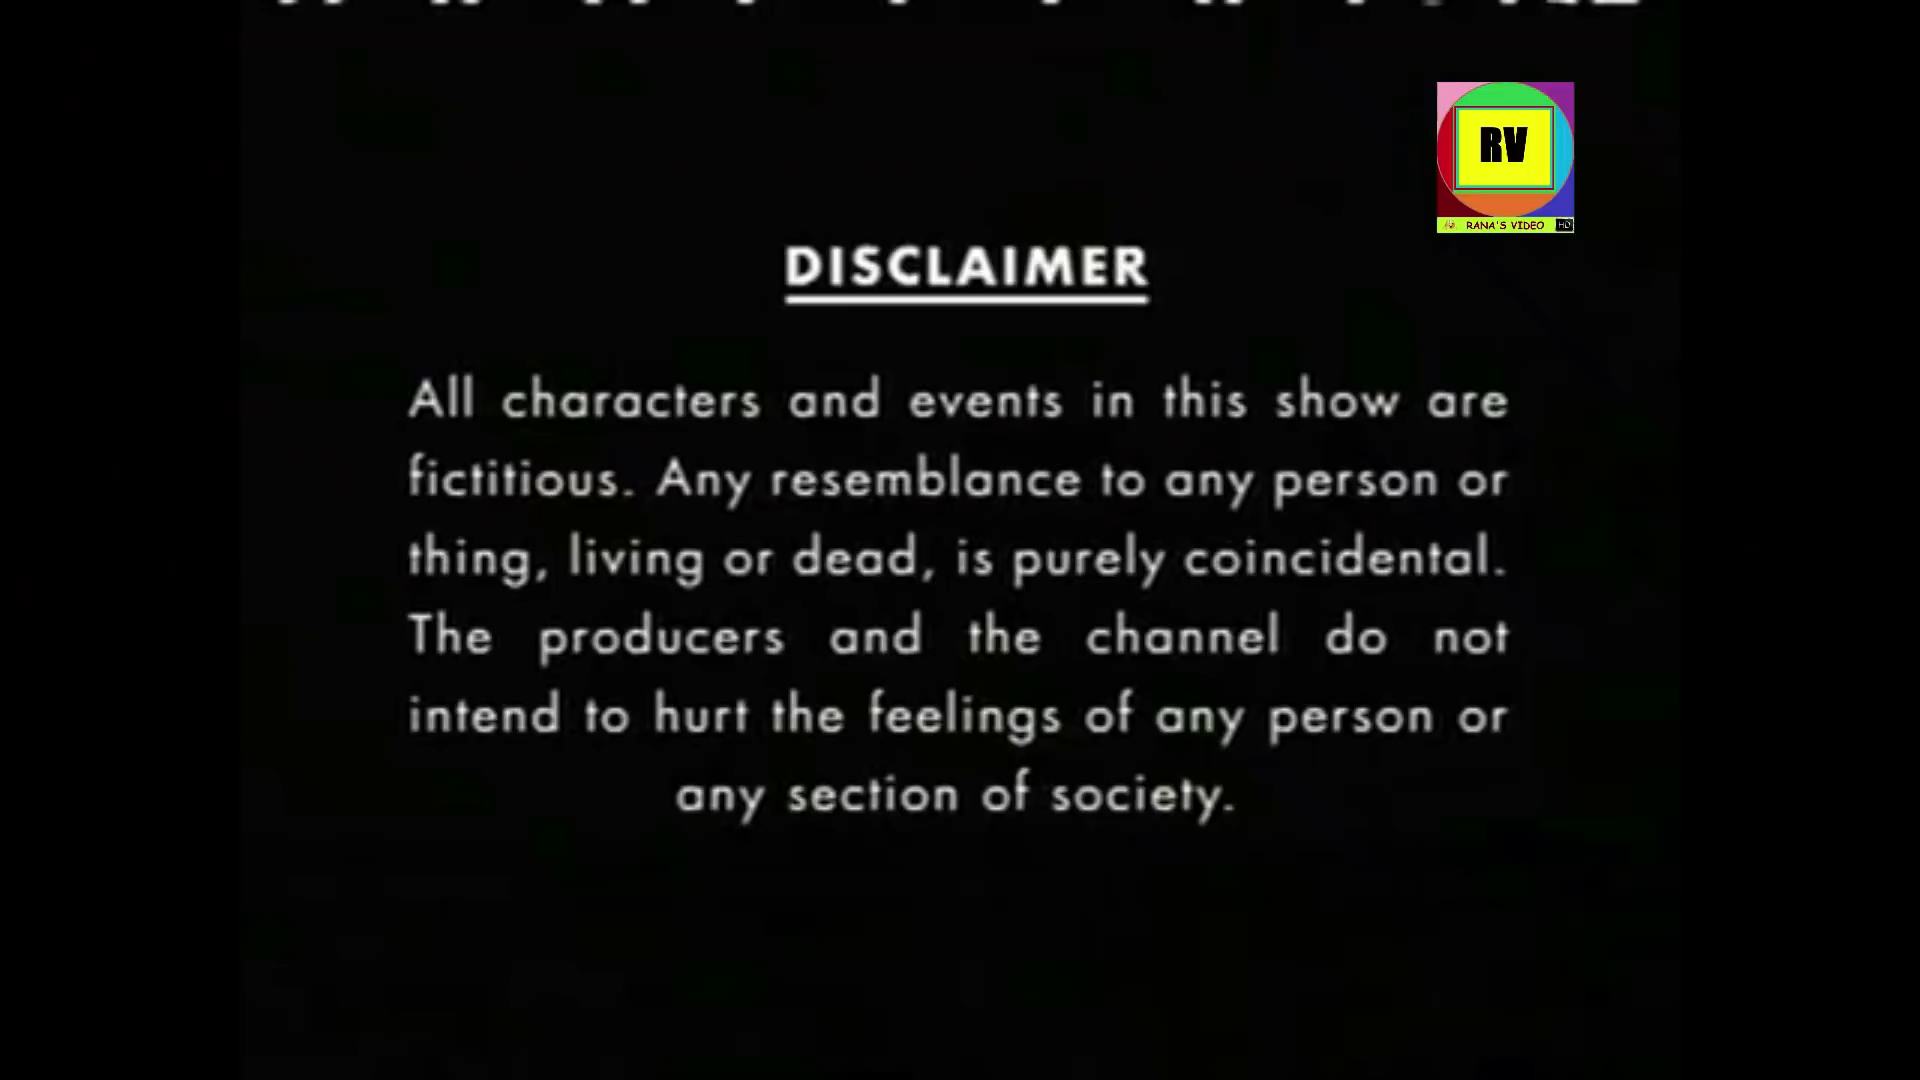 RV
RANA'S VIDEO HD
DISCLAIMER
All characters and events in this show are
fictitious. Any resemblance to any person or
thing, living or dead, is purely coincidental.
The producers and the channel do not
intend to hurt the feelings of any person or
any section of society.